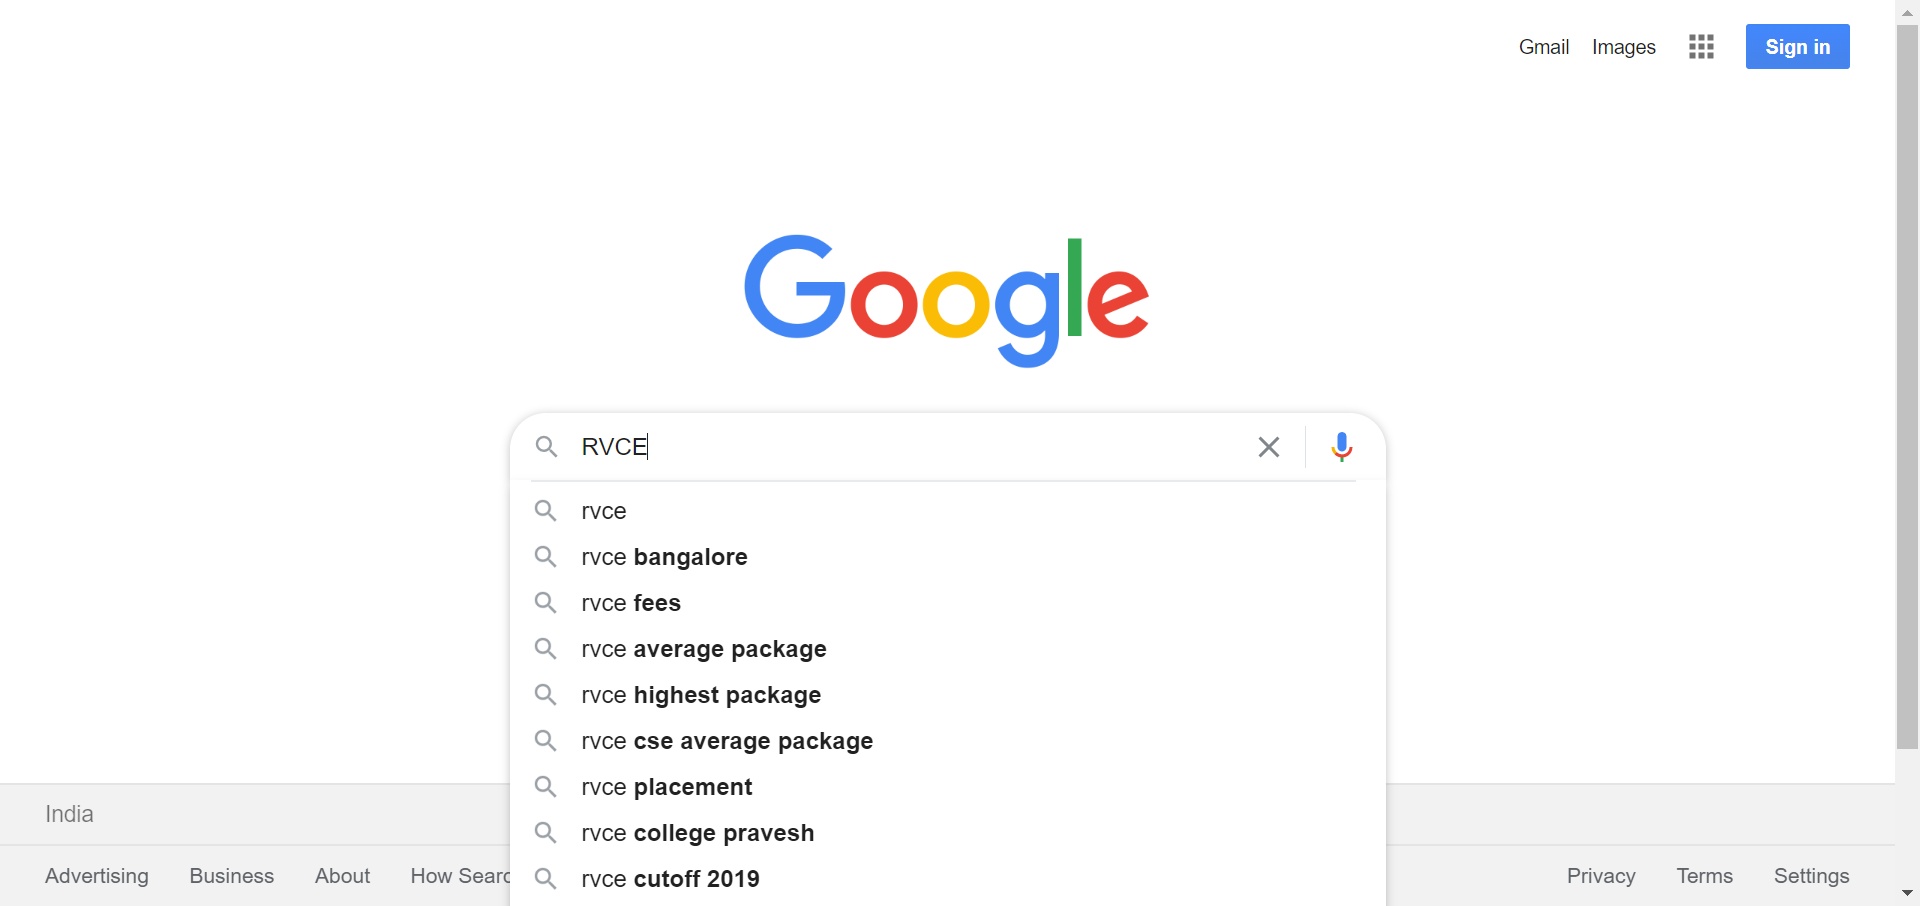 Gmail Images Sign in
Google
RVCE
rvce
rvce bangalore
rvce fees
rvce average package
rvce highest package
rvce cse average package
rvce placement
rvce college pravesh
rvce cutoff 2019
India
Advertising Business About How Searc Privacy Terms Settings